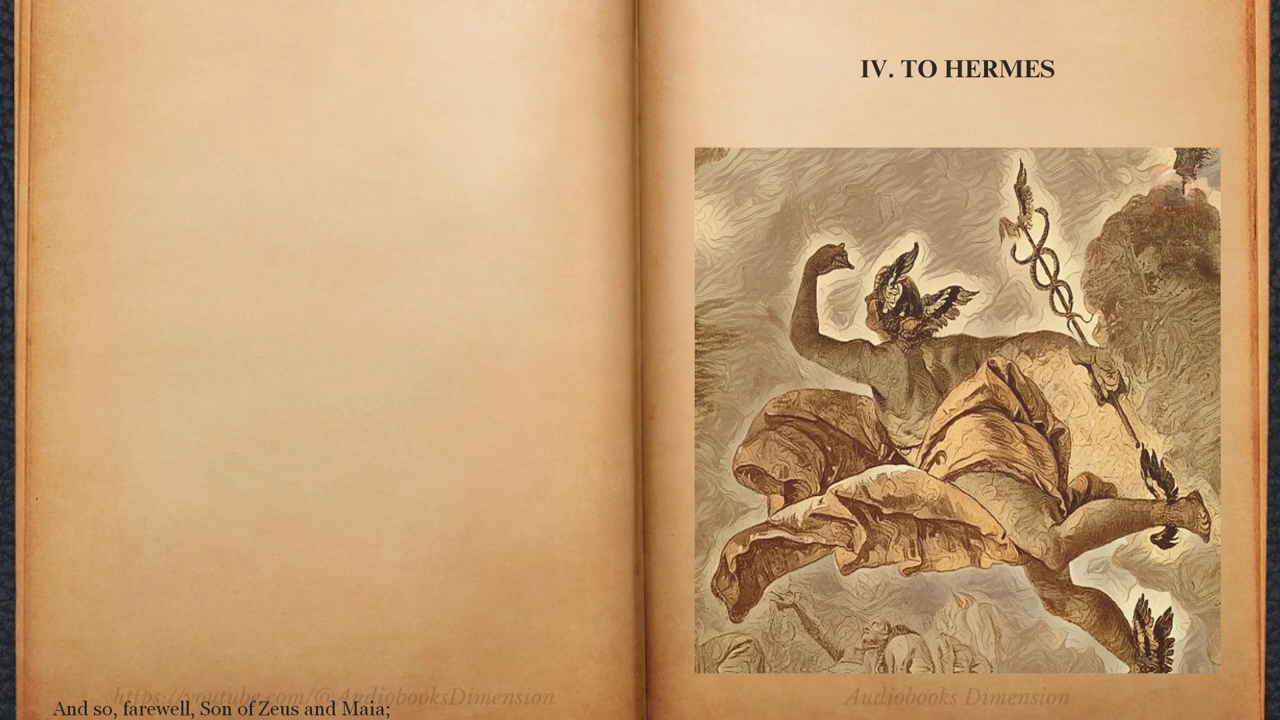 https://youtube.com/@AudiobooksDimension
And so, farewell, Son of Zeus and Maia;
IV. TO HERMES
Audiobooks Dimension